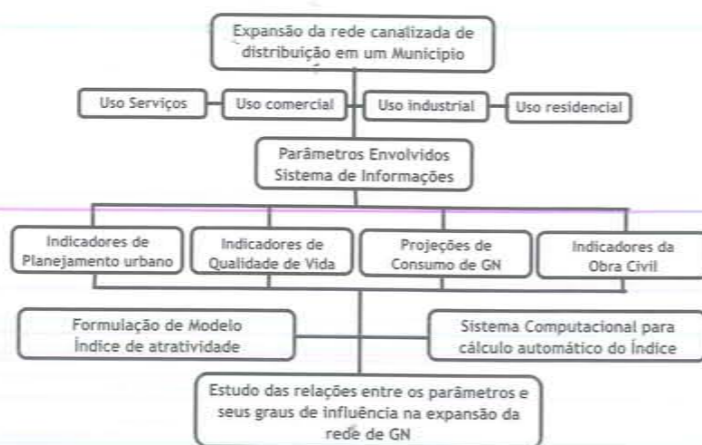 Expansão da rede canalizada de
distribuição em um Município
Uso Serviços
Uso comercial
Uso industrial
Uso residencial
Parâmetros Envolvidos
Sistema de Informações
Indicadores de
Planejamento urbano
Indicadores de
Qualidade de Vida
Projeções de
Consumo de GN
Indicadores da
Obra Civil
Formulação de Modelo
Índice de atratividade
Sistema Computacional para
cálculo automático do Índice
Estudo das relações entre os parâmetros e
seus graus de influência na expansão da
rede de GN